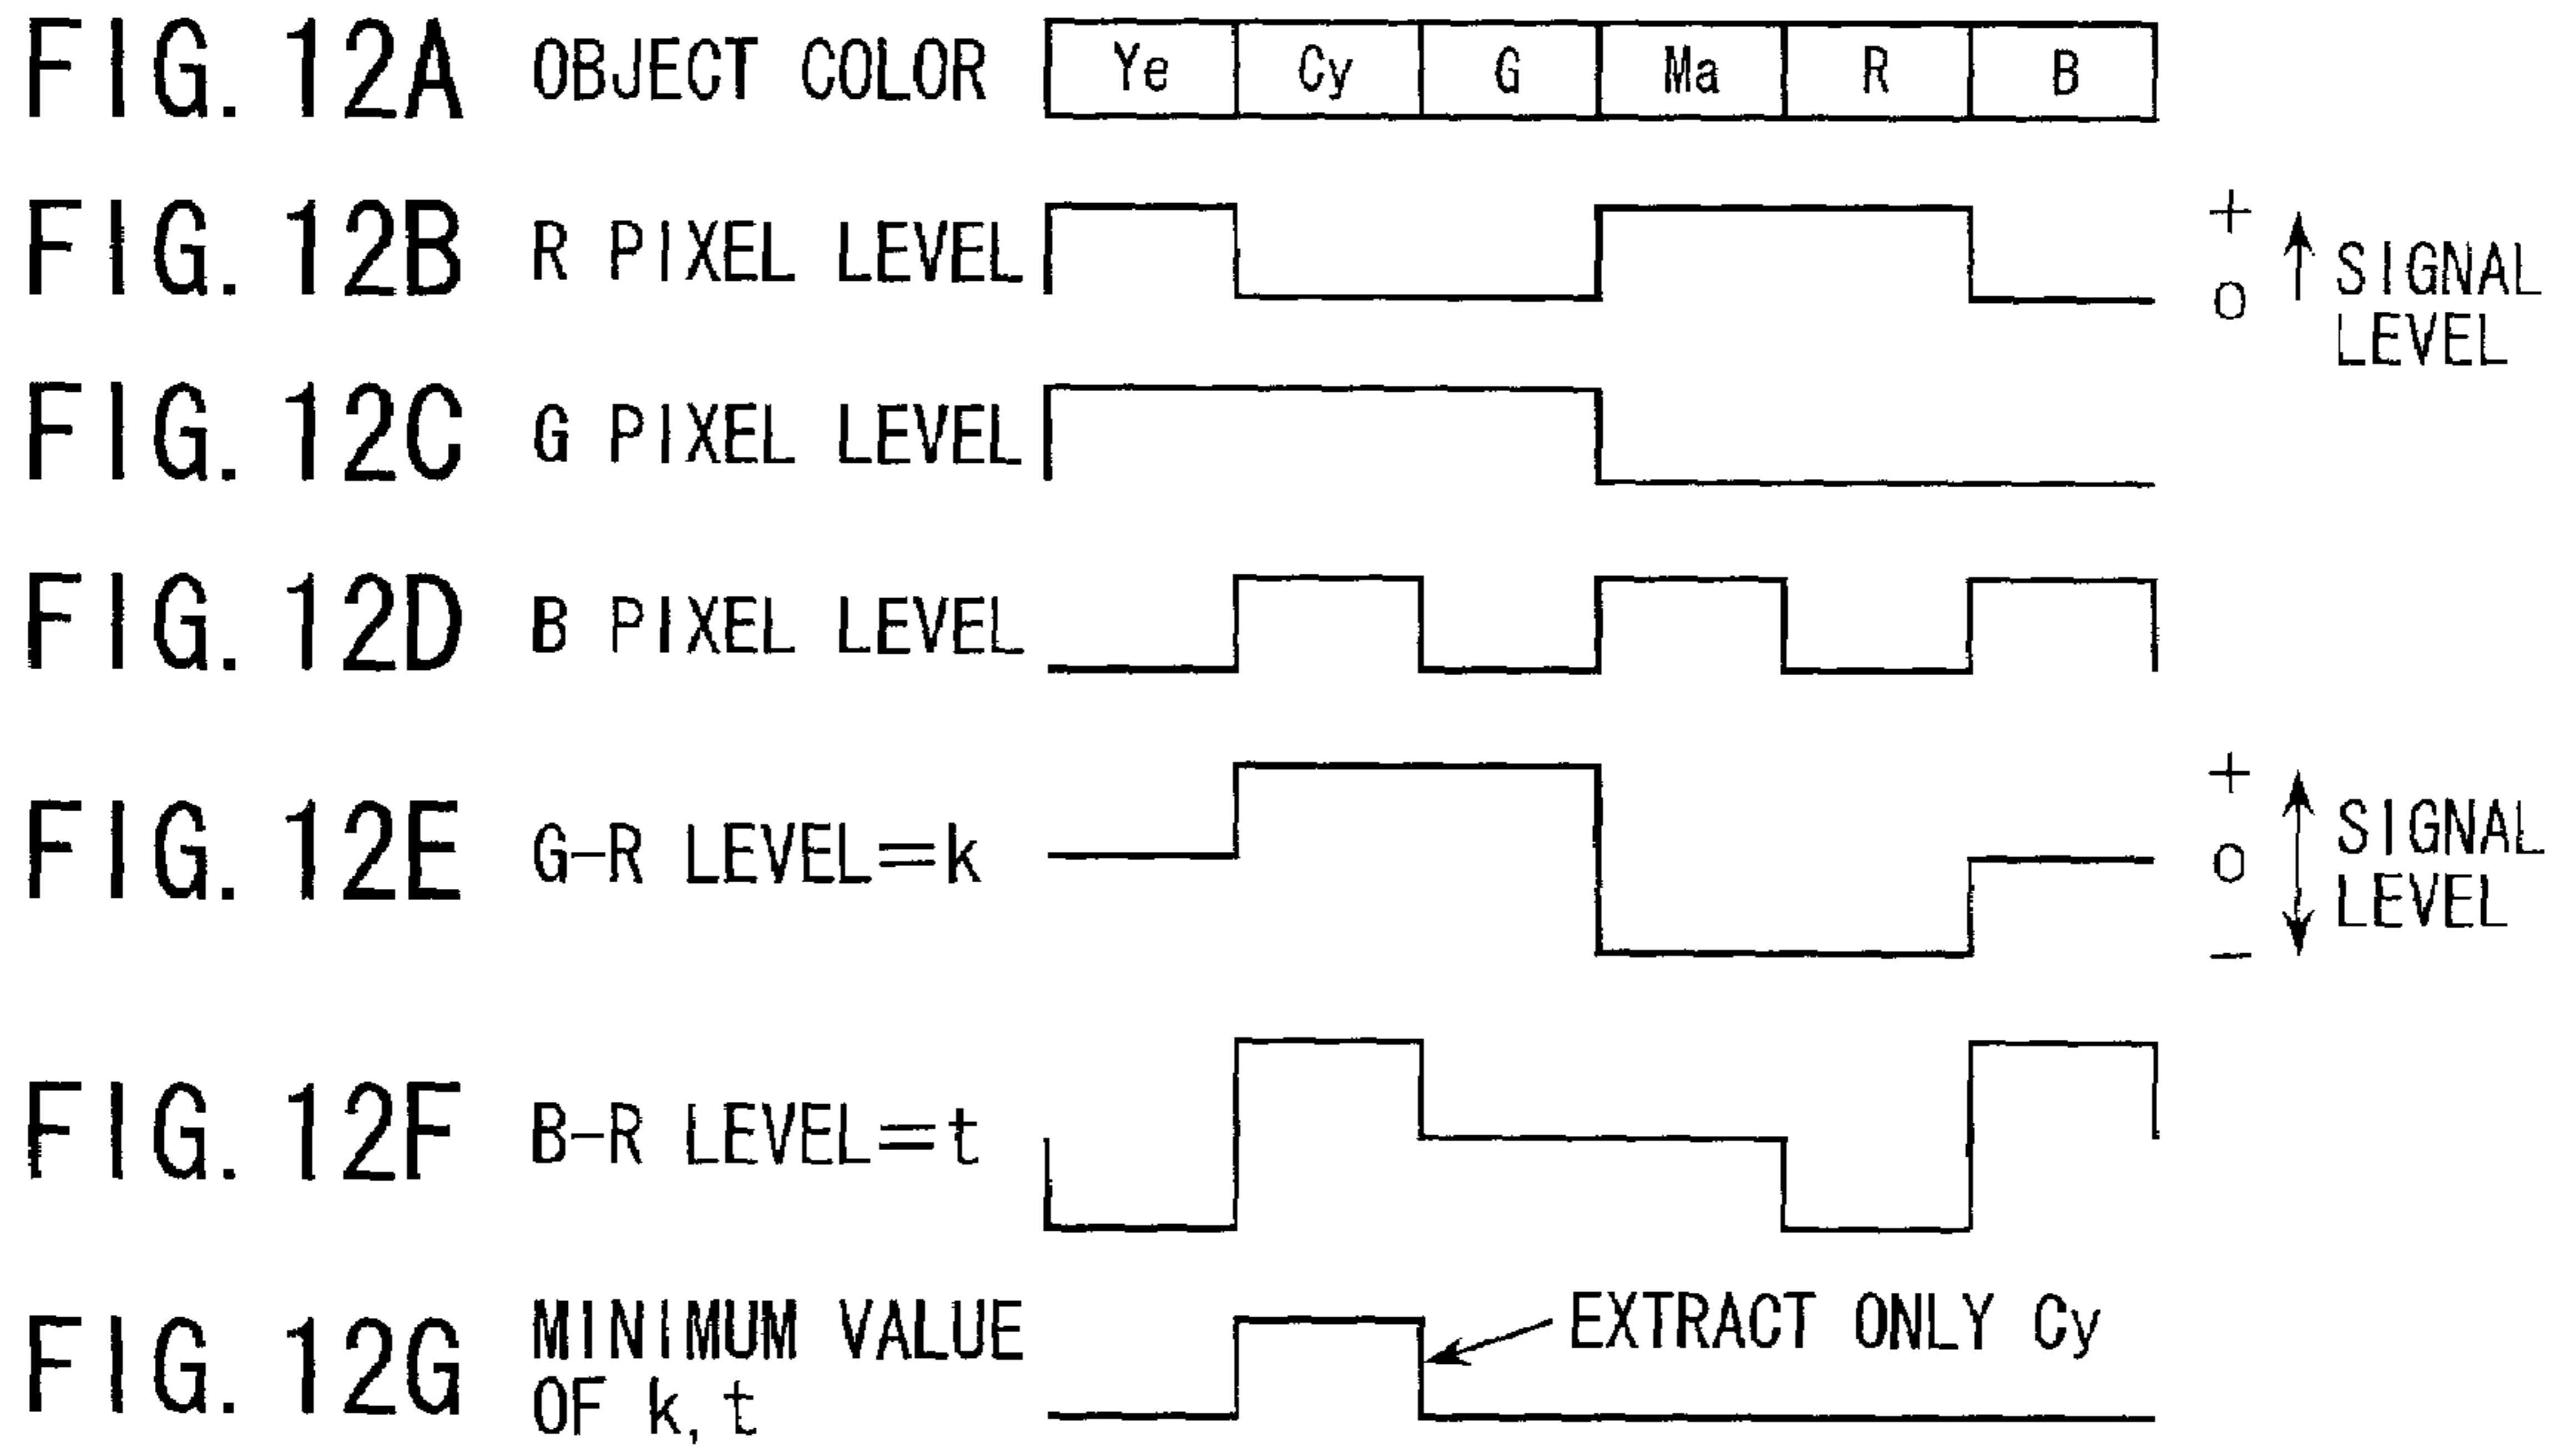 FIG. 12A OBJECT COLOR Ye Cy G Ma R B
FIG. 12B R PIXEL LEVEL + 0 SIGNAL LEVEL
FIG. 12C G PIXEL LEVEL
FIG. 12D B PIXEL LEVEL
FIG. 12E G-R LEVEL=k + 0 - SIGNAL LEVEL
FIG. 12F B-R LEVEL=t
FIG. 12G MINIMUM VALUE OF k, t EXTRACT ONLY Cy